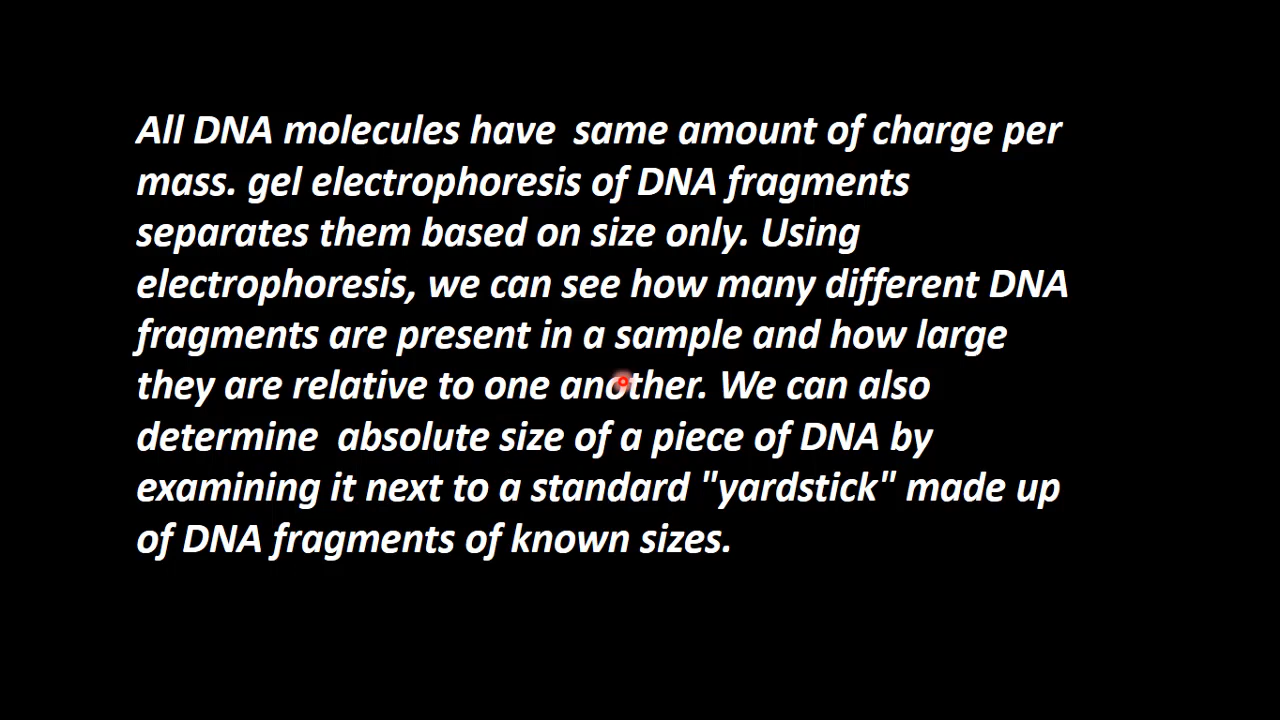 All DNA molecules have  same amount of charge per
mass. gel electrophoresis of DNA fragments
separates them based on size only. Using
electrophoresis, we can see how many different DNA
fragments are present in a sample and how large
they are relative to one another. We can also
determine  absolute size of a piece of DNA by
examining it next to a standard "yardstick" made up
of DNA fragments of known sizes.